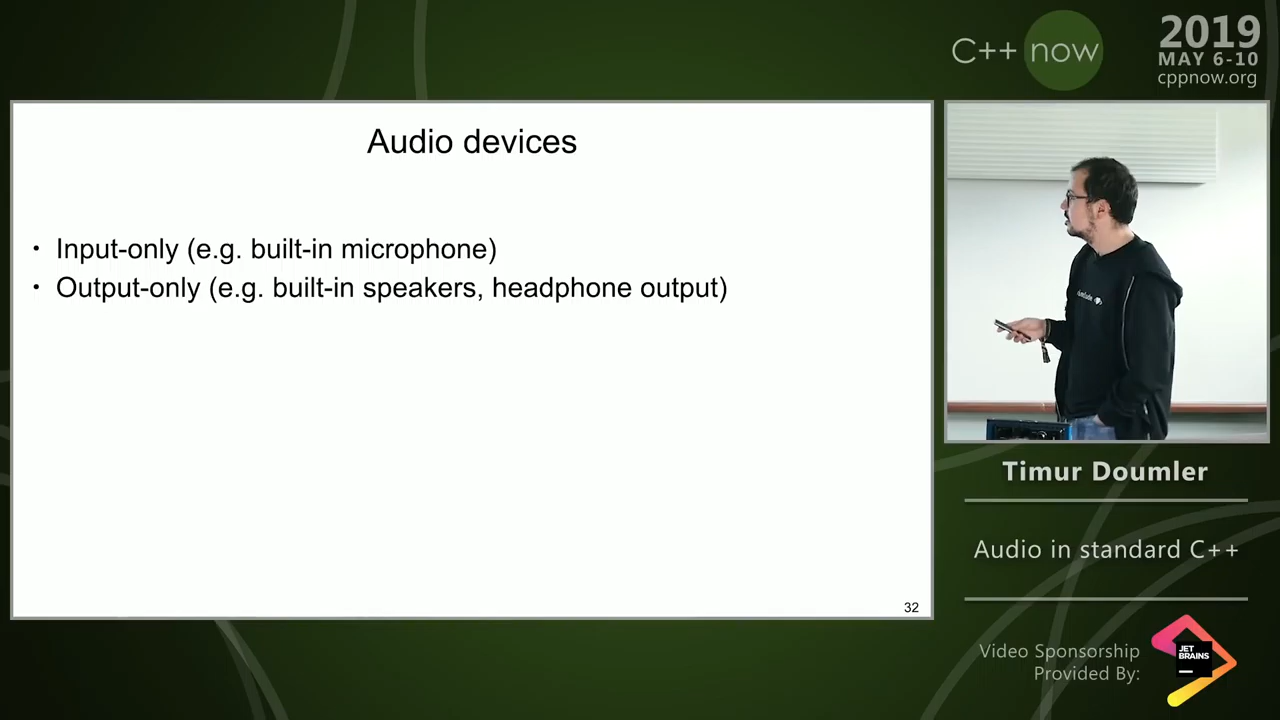 C++ now
2019
MAY 6-10
cppnow.org
Audio devices
• Input-only (e.g. built-in microphone)
• Output-only (e.g. built-in speakers, headphone output)
32
Timur Doumler
Audio in standard C++
Video Sponsorship
Provided By:
JET
BRAINS